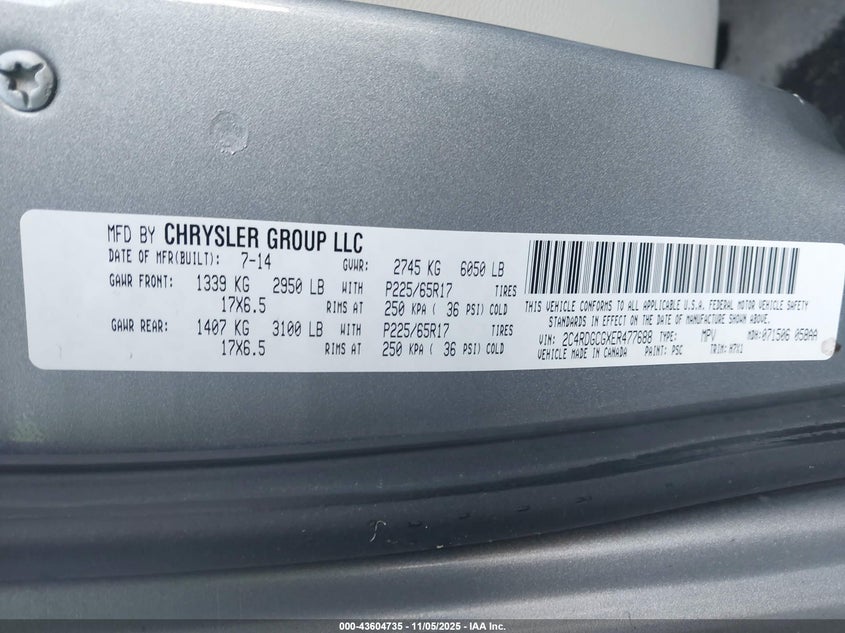 MFD BY CHRYSLER GROUP LLC
DATE OF MFR(BUILT): 7-14 GVWR: 2745 KG 6050 LB
GAWR FRONT: 1339 KG 2950 LB WITH P225/65R17 TIRES
17X6.5 RIMS AT 250 KPA ( 36 PSI) COLD
GAWR REAR: 1407 KG 3100 LB WITH P225/65R17 TIRES
17X6.5 RIMS AT 250 KPA ( 36 PSI) COLD
THIS VEHICLE CONFORMS TO ALL APPLICABLE U.S.A. FEDERAL MOTOR VEHICLE SAFETY
STANDARDS IN EFFECT ON THE DATE OF MANUFACTURE SHOWN ABOVE.
VIN: 2C4RDGCGXER477688 TYPE: MPV MDH: 071506 058AA
VEHICLE MADE IN CANADA PAINT: PSC TRIM: H7X1
000-43604735 - 11/05/2025 - IAA Inc.